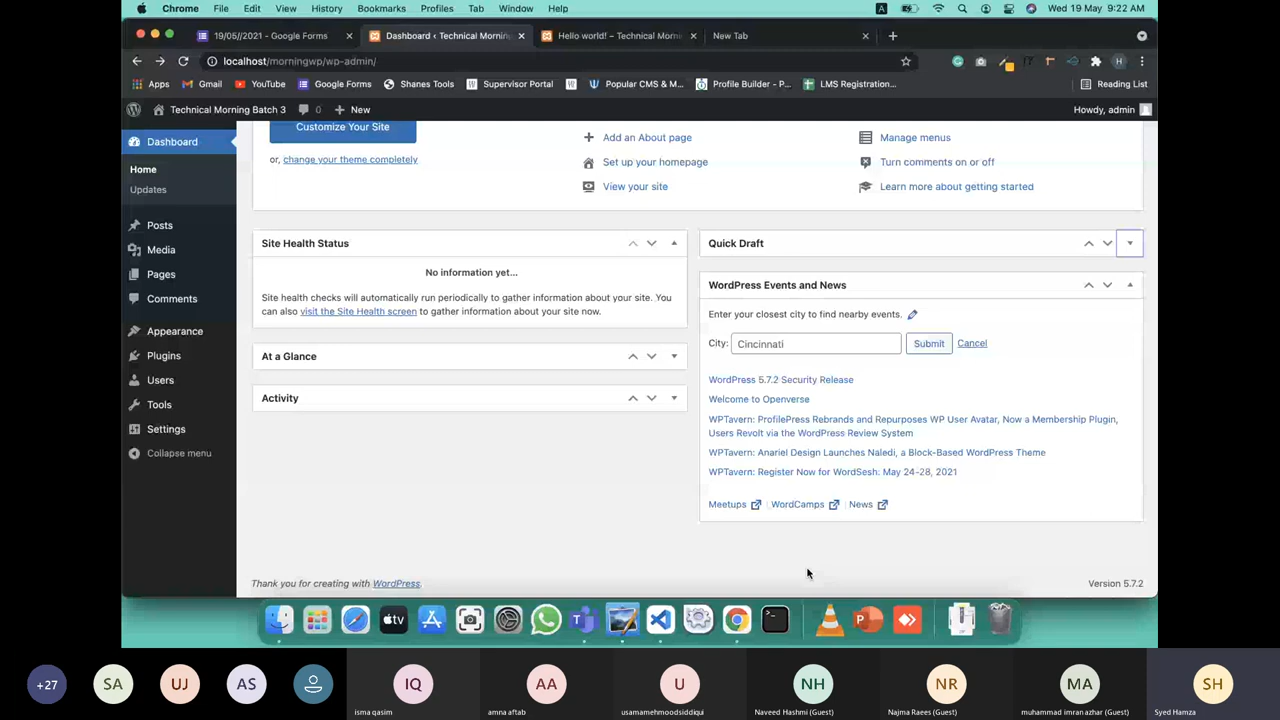 Chrome File Edit View History Bookmarks Profiles Tab Window Help A Wed 19 May 9:22 AM
19/05//2021 - Google Forms Dashboard ‹ Technical Mornin Hello world! – Technical Morn New Tab
localhost/morningwp/wp-admin/ H
Apps Gmail YouTube Google Forms Shanes Tools Supervisor Portal Popular CMS & M... Profile Builder - P... LMS Registration... Reading List
Technical Morning Batch 3 0 + New Howdy, admin
Dashboard
Home
Updates
Posts
Media
Pages
Comments
Appearance
Plugins
Users
Tools
Settings
Collapse menu
Customize Your Site
or, change your theme completely
Add an About page
Set up your homepage
View your site
Manage menus
Turn comments on or off
Learn more about getting started
Site Health Status
No information yet...
Site health checks will automatically run periodically to gather information about your site. You
can also visit the Site Health screen to gather information about your site now.
At a Glance
Activity
Quick Draft
WordPress Events and News
Enter your closest city to find nearby events.
City: Cincinnati Submit Cancel
WordPress 5.7.2 Security Release
Welcome to Openverse
WPTavern: ProfilePress Rebrands and Repurposes WP User Avatar, Now a Membership Plugin,
Users Revolt via the WordPress Review System
WPTavern: Anariel Design Launches Naledi, a Block-Based WordPress Theme
WPTavern: Register Now for WordSesh: May 24-28, 2021
Meetups WordCamps News
Thank you for creating with WordPress. Version 5.7.2
tv
+27 SA UJ AS IQ AA U NH NR MA SH
isma qasim amna aftab usamamehmoodsiddiqui Naveed Hashmi (Guest) Najma Raees (Guest) muhammad imran azhar (Guest) Syed Hamza